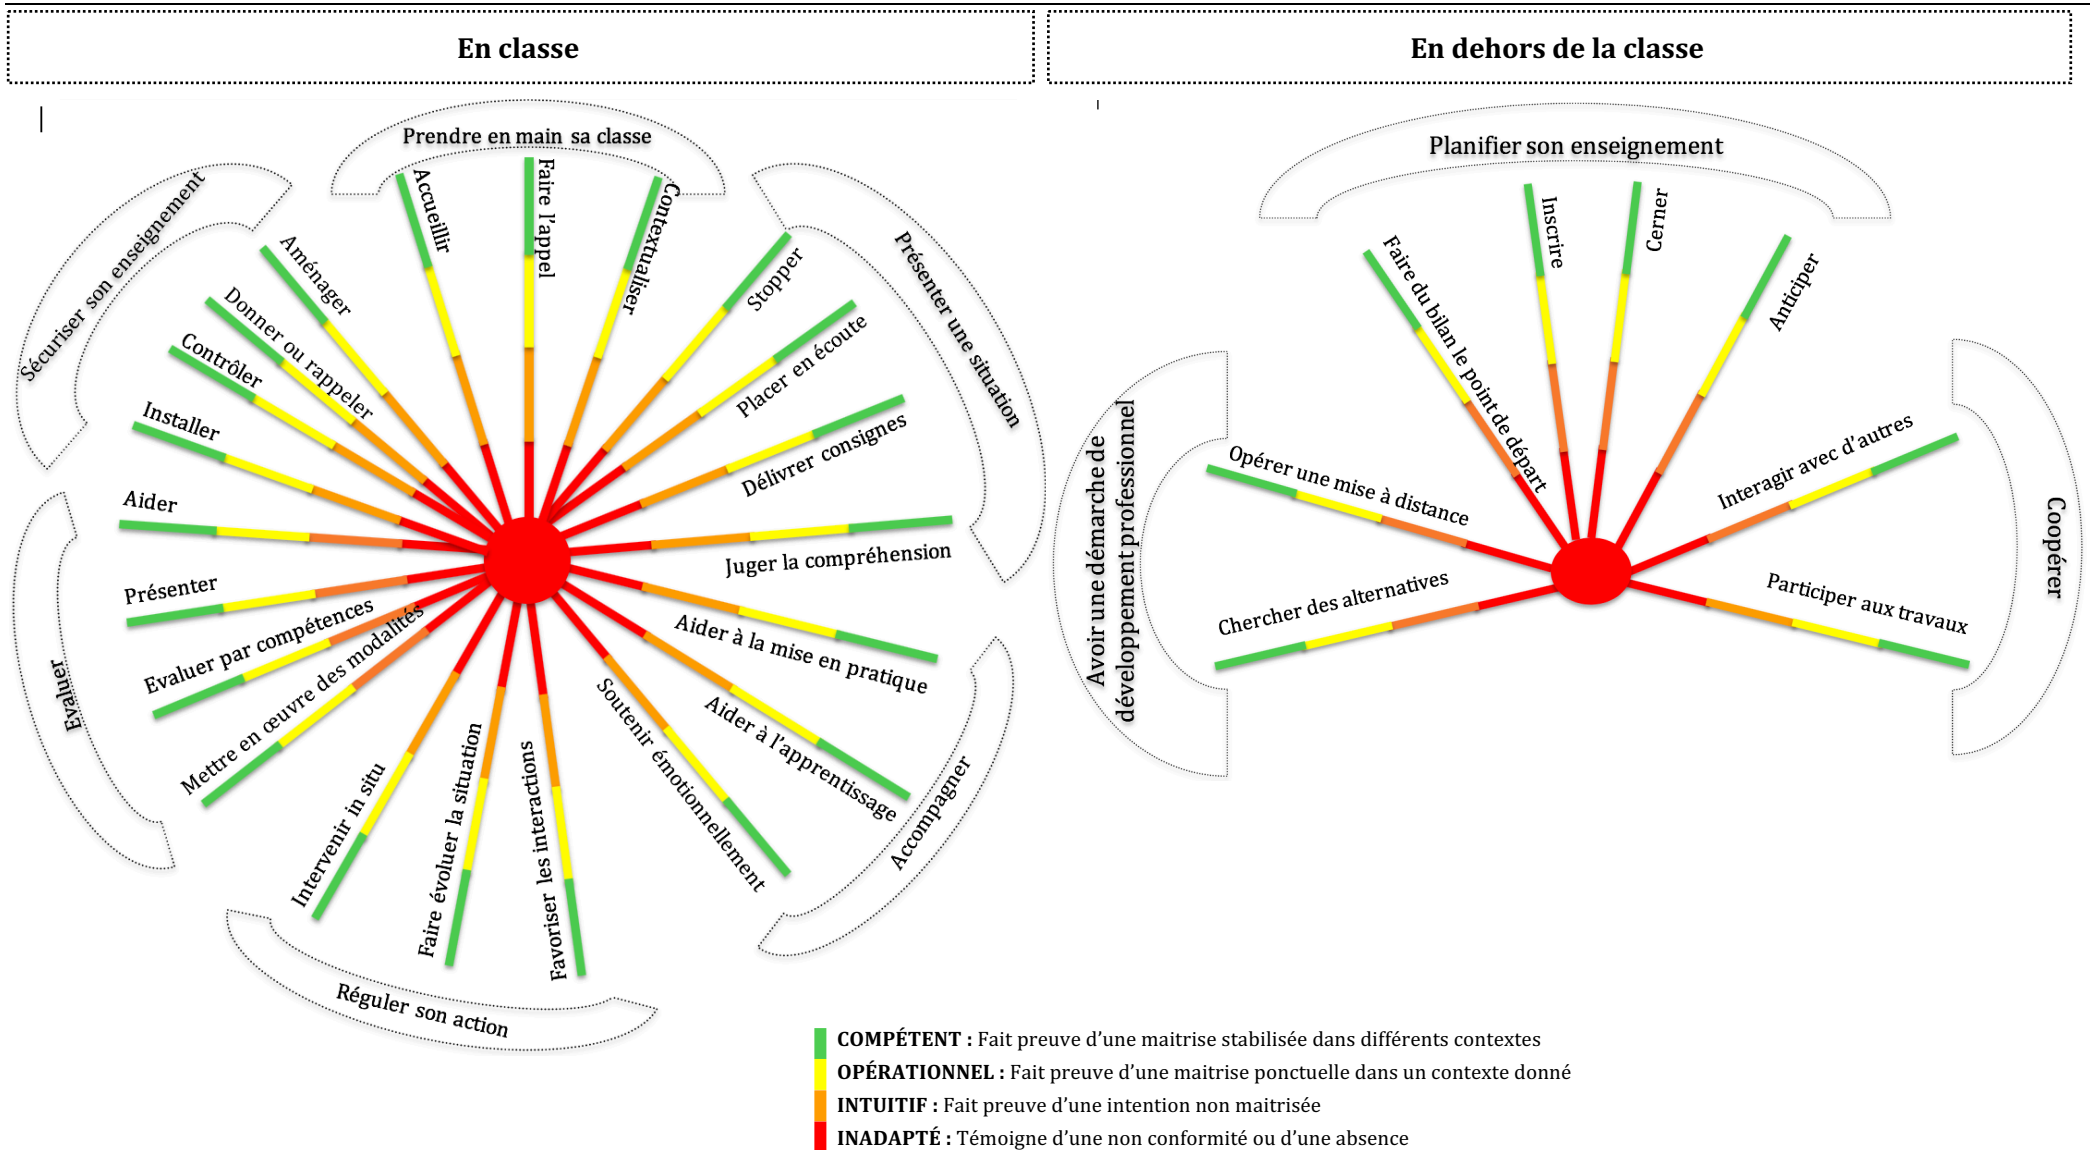 En classe
En dehors de la classe
Prendre en main sa classe
Accueillir
Faire l'appel
Contextualiser
Présenter une situation
Stopper
Placer en écoute
Délivrer consignes
Juger la compréhension
Accompagner
Aider à la mise en pratique
Aider à l'apprentissage
Soutenir émotionnellement
Réguler son action
Favoriser les interactions
Faire évoluer la situation
Intervenir in situ
Evaluer
Mettre en œuvre des modalités
Evaluer par compétences
Présenter
Aider
Sécuriser son enseignement
Installer
Contrôler
Donner ou rappeler
Aménager
Planifier son enseignement
Faire du bilan le point de départ
Inscrire
Cerner
Anticiper
Coopérer
Interagir avec d'autres
Participer aux travaux
Avoir une démarche de
développement professionnel
Opérer une mise à distance
Chercher des alternatives
COMPÉTENT : Fait preuve d'une maitrise stabilisée dans différents contextes
OPÉRATIONNEL : Fait preuve d'une maitrise ponctuelle dans un contexte donné
INTUITIF : Fait preuve d'une intention non maitrisée
INADAPTÉ : Témoigne d'une non conformité ou d'une absence